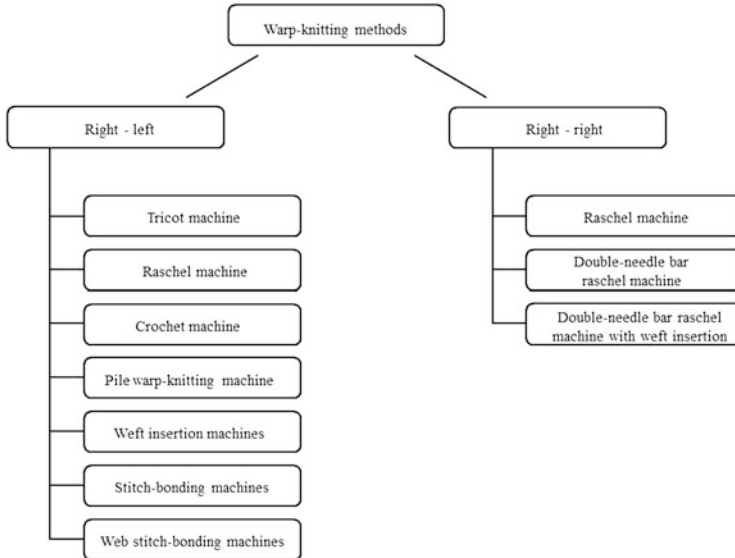 Warp-knitting methods
Right - left
Tricot machine
Raschel machine
Crochet machine
Pile warp-knitting machine
Weft insertion machines
Stitch-bonding machines
Web stitch-bonding machines
Right - right
Raschel machine
Double-needle bar
raschel machine
Double-needle bar raschel
machine with weft insertion